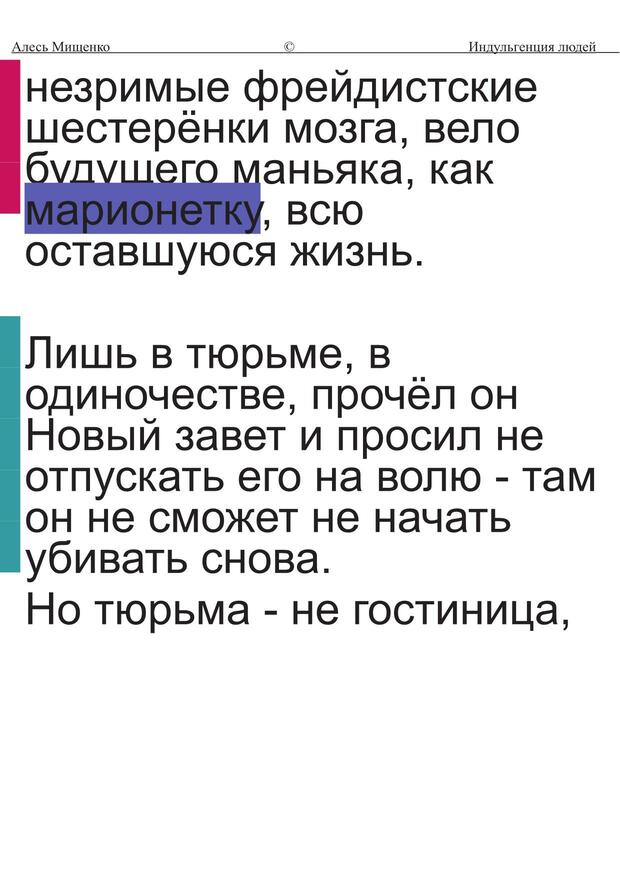 Алесь Мищенко © Индульгенция людей
незримые фрейдистские
шестерёнки мозга, вело
будущего маньяка, как
марионетку, всю
оставшуюся жизнь.
Лишь в тюрьме, в
одиночестве, прочёл он
Новый завет и просил не
отпускать его на волю - там
он не сможет не начать
убивать снова.
Но тюрьма - не гостиница,